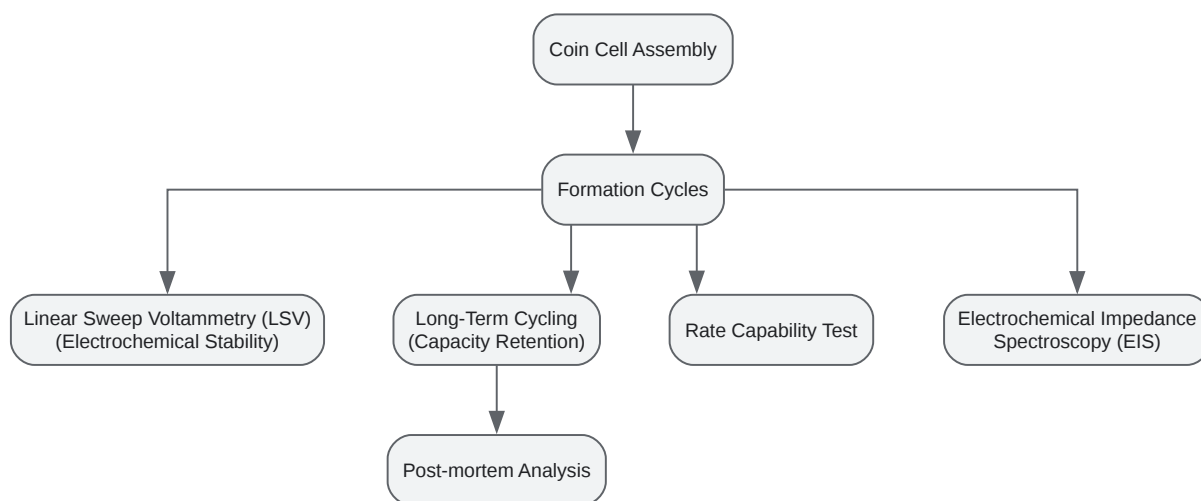 Coin Cell Assembly
Formation Cycles
Linear Sweep Voltammetry (LSV)
(Electrochemical Stability)
Long-Term Cycling
(Capacity Retention)
Rate Capability Test
Electrochemical Impedance
Spectroscopy (EIS)
Post-mortem Analysis